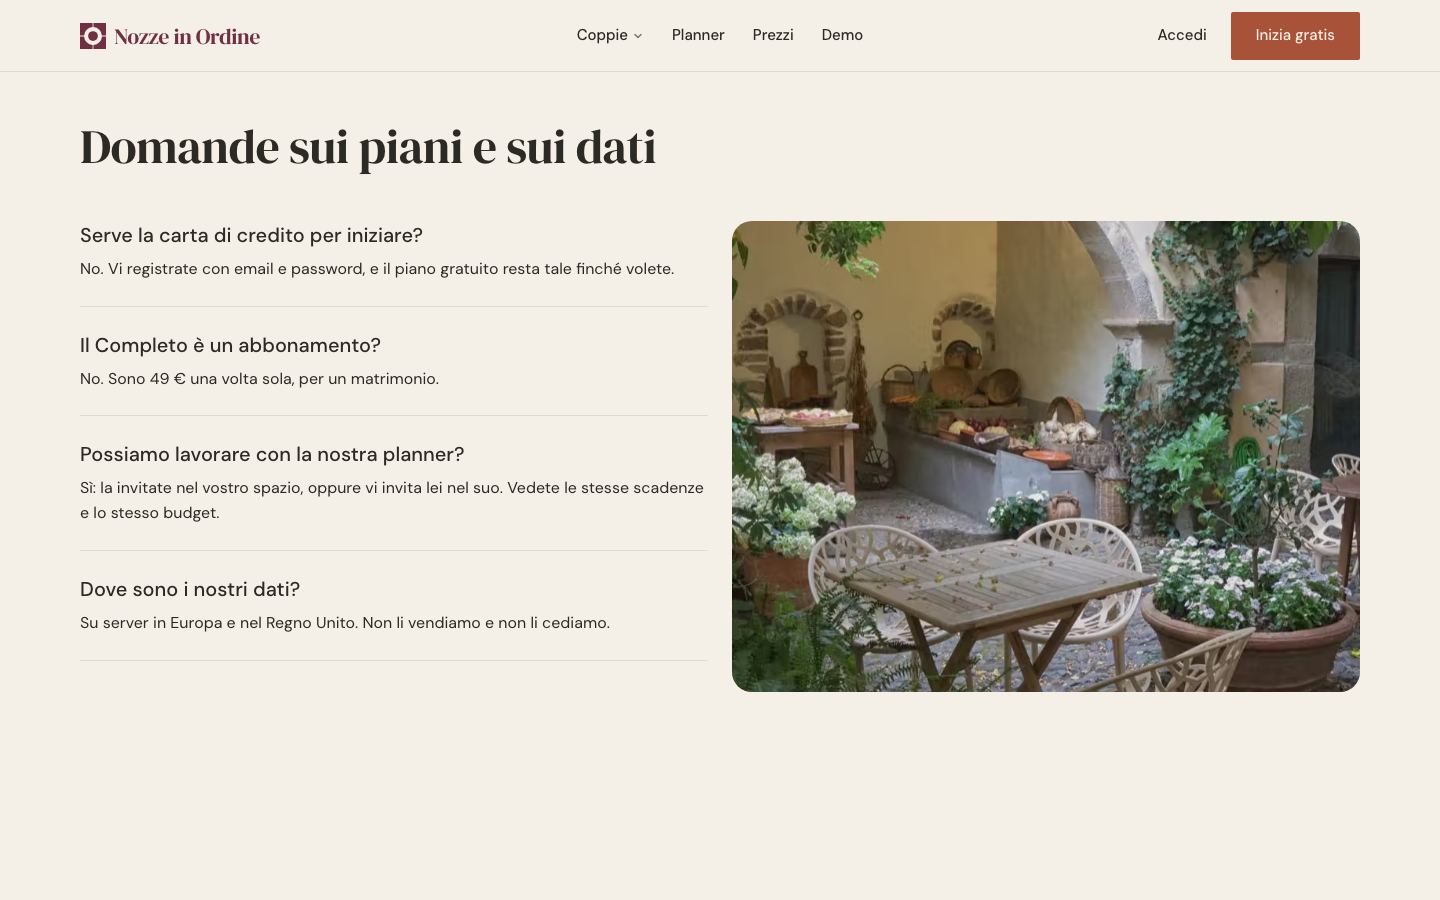 Nozze in Ordine
Coppie
Planner
Prezzi
Demo
Accedi
Inizia gratis
Domande sui piani e sui dati
Serve la carta di credito per iniziare?
No. Vi registrate con email e password, e il piano gratuito resta tale finché volete.
Il Completo è un abbonamento?
No. Sono 49 € una volta sola, per un matrimonio.
Possiamo lavorare con la nostra planner?
Sì: la invitate nel vostro spazio, oppure vi invita lei nel suo. Vedete le stesse scadenze
e lo stesso budget.
Dove sono i nostri dati?
Su server in Europa e nel Regno Unito. Non li vendiamo e non li cediamo.